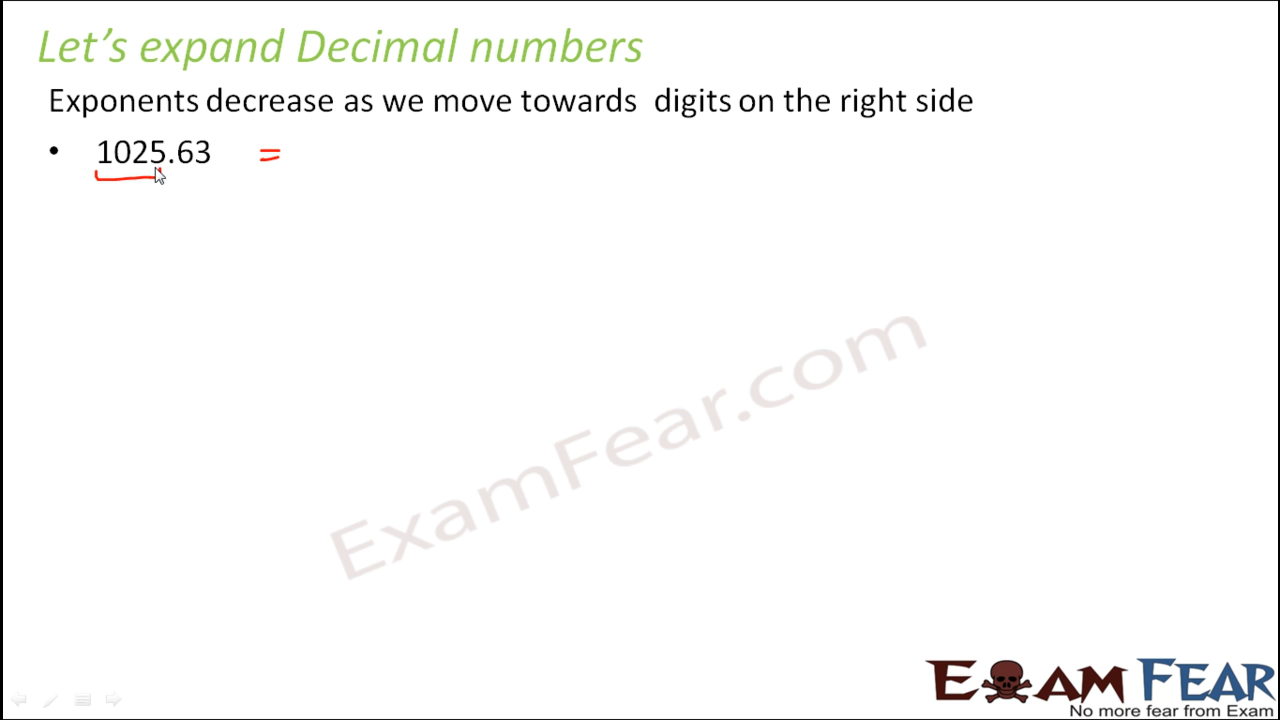 Let's expand Decimal numbers
Exponents decrease as we move towards digits on the right side
• 1025.63 =
ExamFear.com
EXAM FEAR
No more fear from Exam